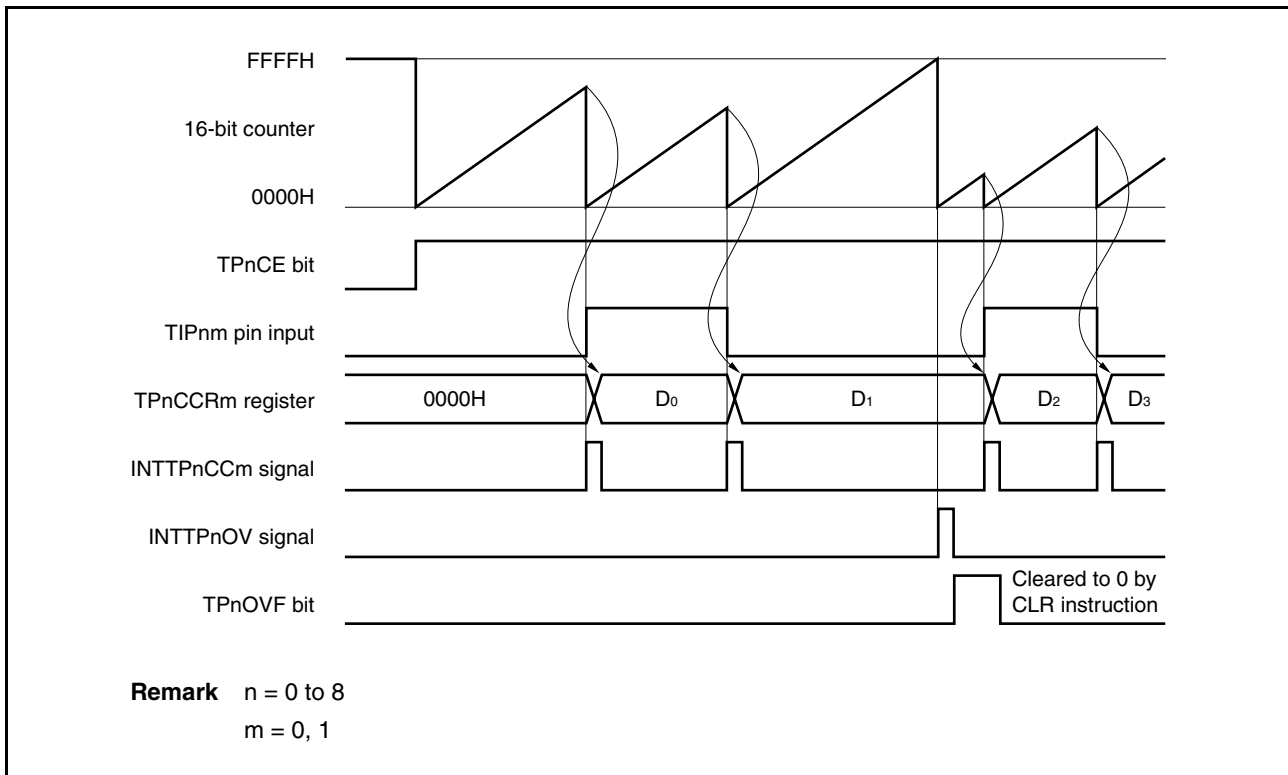 FFFFH
16-bit counter
0000H
TPnCE bit
TIPnm pin input
TPnCCRm register
0000H
D0
D1
D2
D3
INTTPnCCm signal
INTTPnOV signal
TPnOVF bit
Cleared to 0 by
CLR instruction
Remark n = 0 to 8
m = 0, 1